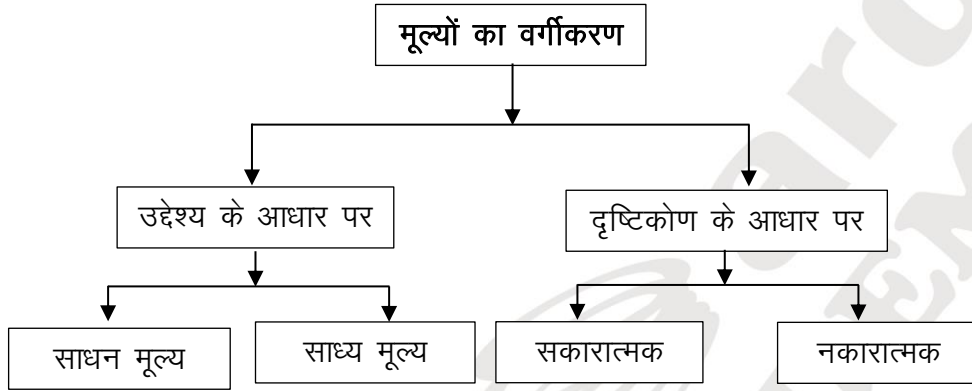 मूल्यों का वर्गीकरण
उद्देश्य के आधार पर
दृष्टिकोण के आधार पर
साधन मूल्य
साध्य मूल्य
सकारात्मक
नकारात्मक